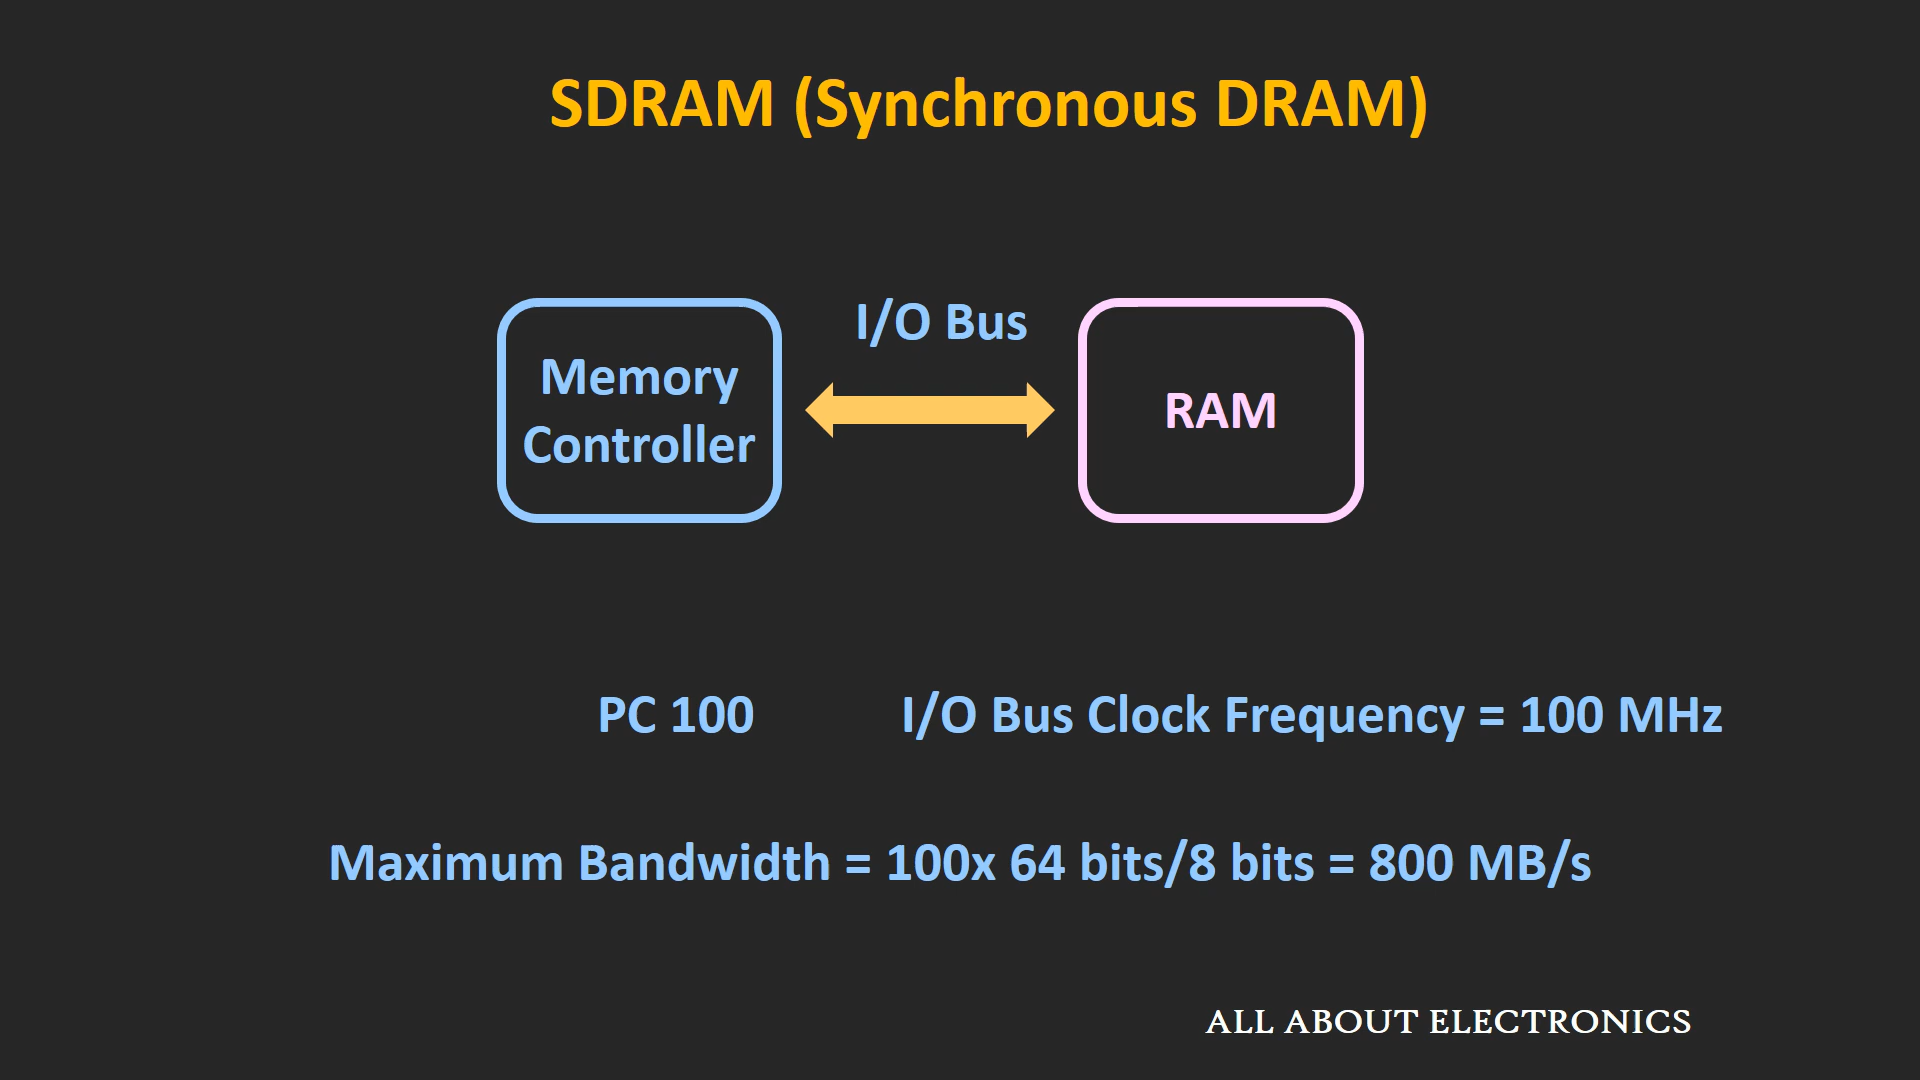 SDRAM (Synchronous DRAM)
I/O Bus
Memory
Controller
RAM
PC 100
I/O Bus Clock Frequency = 100 MHz
Maximum Bandwidth = 100x 64 bits/8 bits = 800 MB/s
ALL ABOUT ELECTRONICS